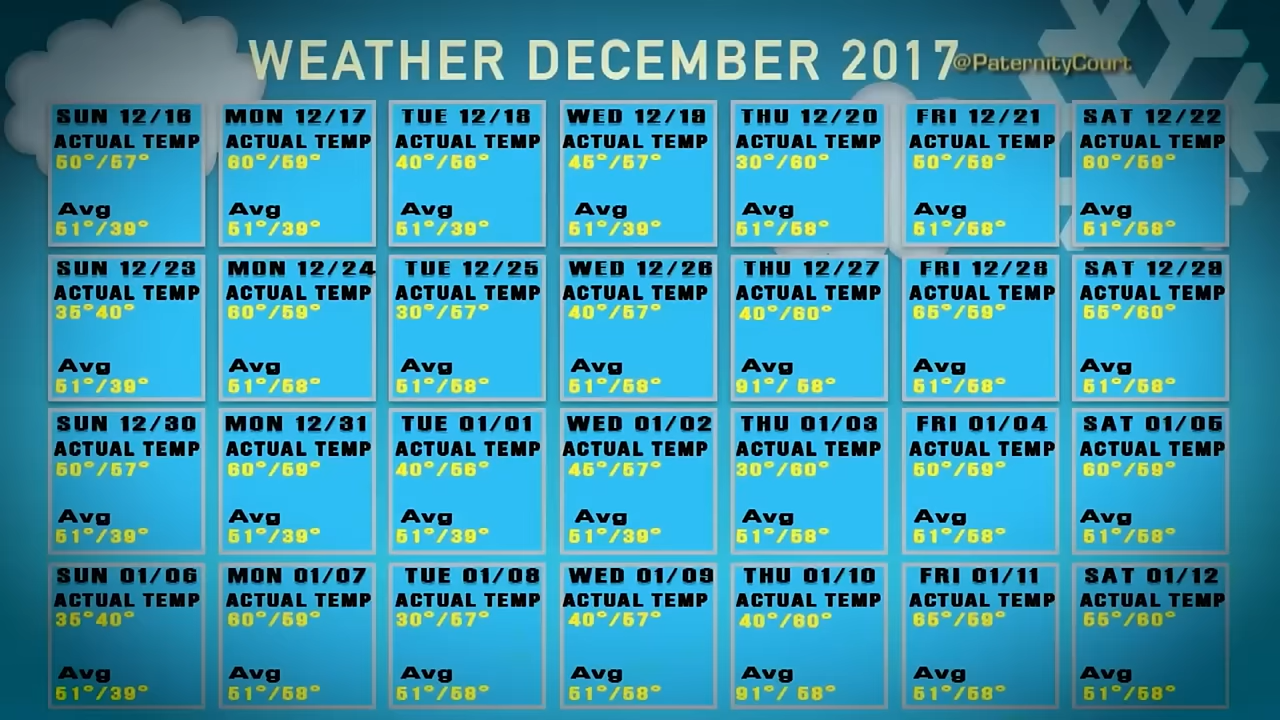 WEATHER DECEMBER 2017
@PaternityCourt
SUN 12/16 MON 12/17 TUE 12/18 WED 12/19 THU 12/20 FRI 12/21 SAT 12/22
ACTUAL TEMP ACTUAL TEMP ACTUAL TEMP ACTUAL TEMP ACTUAL TEMP ACTUAL TEMP ACTUAL TEMP
50°/57° 60°/59° 40°/56° 45°/57° 30°/60° 50°/59° 60°/59°
Avg Avg Avg Avg Avg Avg Avg
51°/39° 51°/39° 51°/39° 51°/39° 51°/58° 51°/58° 51°/58°
SUN 12/23 MON 12/24 TUE 12/25 WED 12/26 THU 12/27 FRI 12/28 SAT 12/29
ACTUAL TEMP ACTUAL TEMP ACTUAL TEMP ACTUAL TEMP ACTUAL TEMP ACTUAL TEMP ACTUAL TEMP
35°40° 60°/59° 30°/57° 40°/57° 40°/60° 65°/59° 55°/60°
Avg Avg Avg Avg Avg Avg Avg
51°/39° 51°/58° 51°/58° 51°/58° 91°/ 58° 51°/58° 51°/58°
SUN 12/30 MON 12/31 TUE 01/01 WED 01/02 THU 01/03 FRI 01/04 SAT 01/05
ACTUAL TEMP ACTUAL TEMP ACTUAL TEMP ACTUAL TEMP ACTUAL TEMP ACTUAL TEMP ACTUAL TEMP
50°/57° 60°/59° 40°/56° 45°/57° 30°/60° 50°/59° 60°/59°
Avg Avg Avg Avg Avg Avg Avg
51°/39° 51°/39° 51°/39° 51°/39° 51°/58° 51°/58° 51°/58°
SUN 01/06 MON 01/07 TUE 01/08 WED 01/09 THU 01/10 FRI 01/11 SAT 01/12
ACTUAL TEMP ACTUAL TEMP ACTUAL TEMP ACTUAL TEMP ACTUAL TEMP ACTUAL TEMP ACTUAL TEMP
35°40° 60°/59° 30°/57° 40°/57° 40°/60° 65°/59° 55°/60°
Avg Avg Avg Avg Avg Avg Avg
51°/39° 51°/58° 51°/58° 51°/58° 91°/ 58° 51°/58° 51°/58°